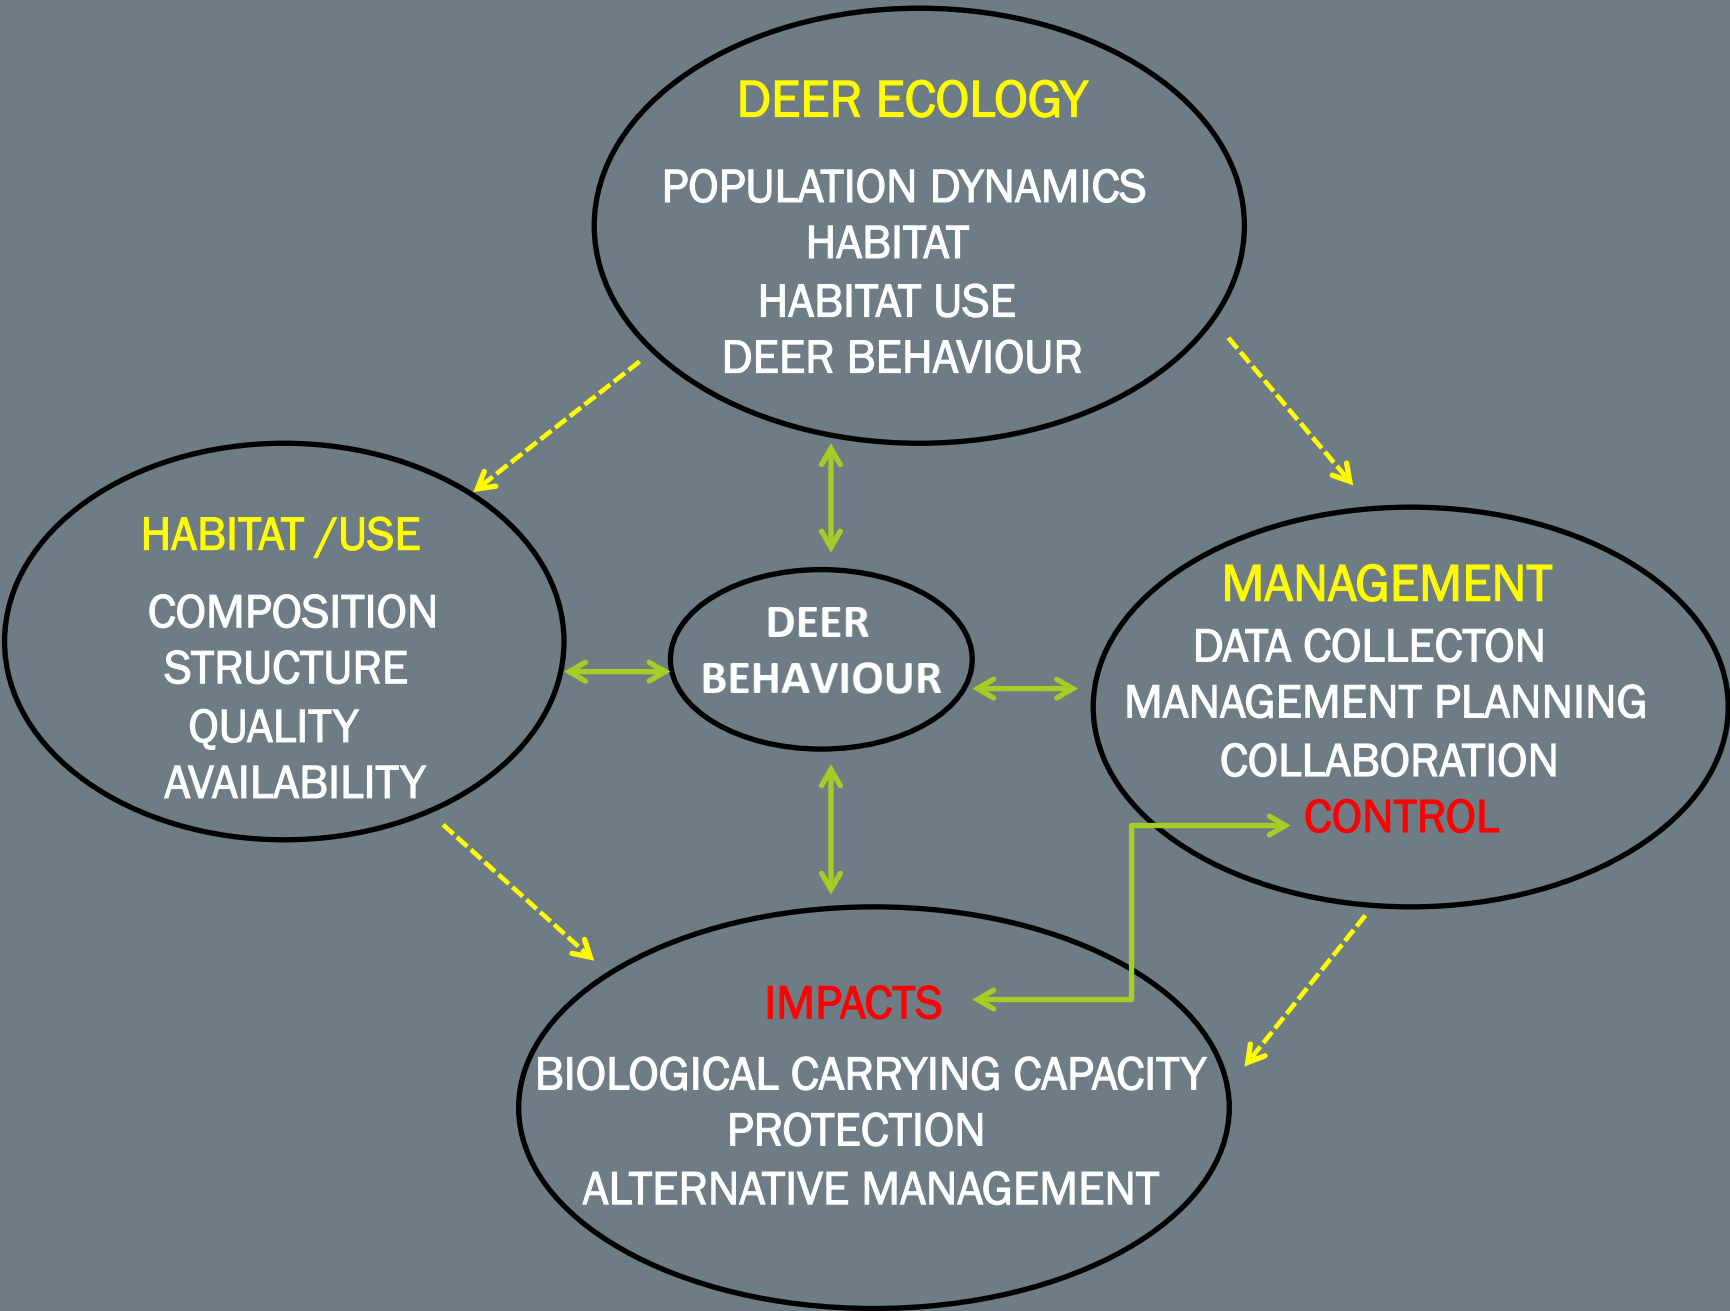 DEER ECOLOGY
POPULATION DYNAMICS
HABITAT
HABITAT USE
DEER BEHAVIOUR
HABITAT /USE
COMPOSITION
STRUCTURE
QUALITY
AVAILABILITY
DEER
BEHAVIOUR
MANAGEMENT
DATA COLLECTON
MANAGEMENT PLANNING
COLLABORATION
CONTROL
IMPACTS
BIOLOGICAL CARRYING CAPACITY
PROTECTION
ALTERNATIVE MANAGEMENT